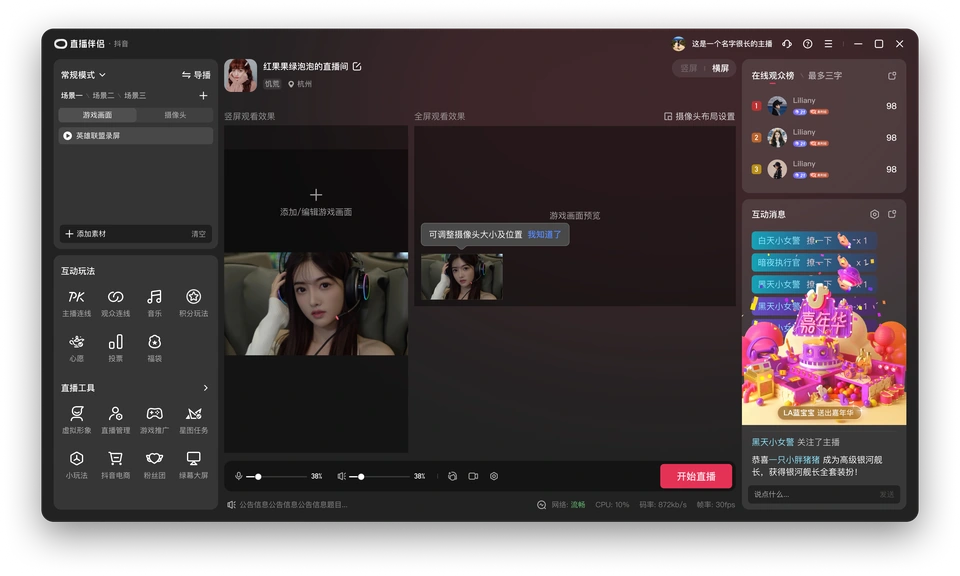 直播伴侣 · 抖音
这是一个名字很长的主播
常规模式
导播
场景一 场景二 场景三
游戏画面 摄像头
英雄联盟录屏
添加素材 清空
互动玩法
PK
主播连线 观众连线 音乐 积分玩法
心愿 投票 福袋
直播工具
虚拟形象 直播管理 游戏推广 星图任务
小玩法 抖音电商 粉丝团 绿幕大屏
红果果绿泡泡的直播间
饥荒 杭州
竖屏 横屏
竖屏观看效果
全屏观看效果
摄像头布局设置
添加/编辑游戏画面
游戏画面预览
可调整摄像头大小及位置 我知道了
38% 38%
开始直播
公告信息公告信息公告信息题目...
网络: 流畅 CPU: 10% 码率: 872kb/s 帧率: 30fps
在线观众榜 最多三字
1 Liliany 98
2 Liliany 98
3 Liliany 98
互动消息
白天小女警 撩一下 x 1
暗夜执行官 撩一下 x
黑天小女警 撩一下 x 1
黑天小女警
嘉年华
LA蓝宝宝 送出嘉年华
黑天小女警 关注了主播
恭喜一只小胖猪猪 成为高级银河舰
长，获得银河舰长全套装扮！
说点什么... 发送